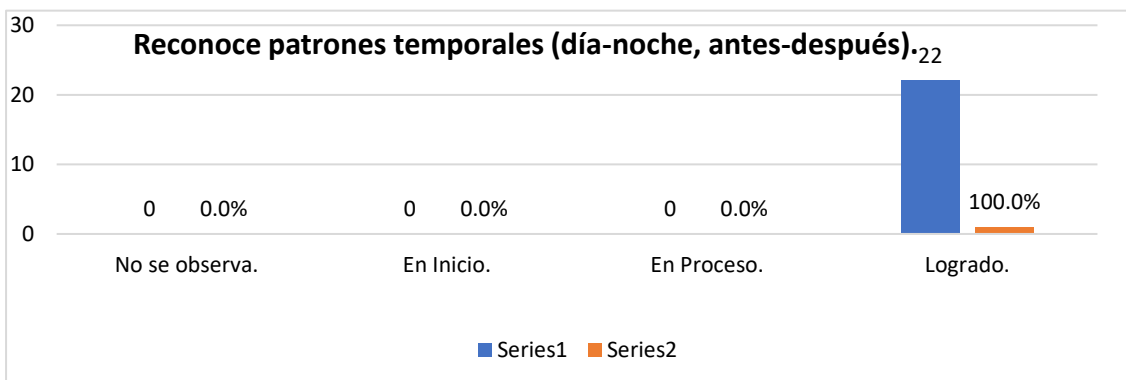 Reconoce patrones temporales (día-noche, antes-después).
30
20
10
0
0 0.0%
0 0.0%
0 0.0%
22 100.0%
No se observa. En Inicio. En Proceso. Logrado.
Series1 Series2